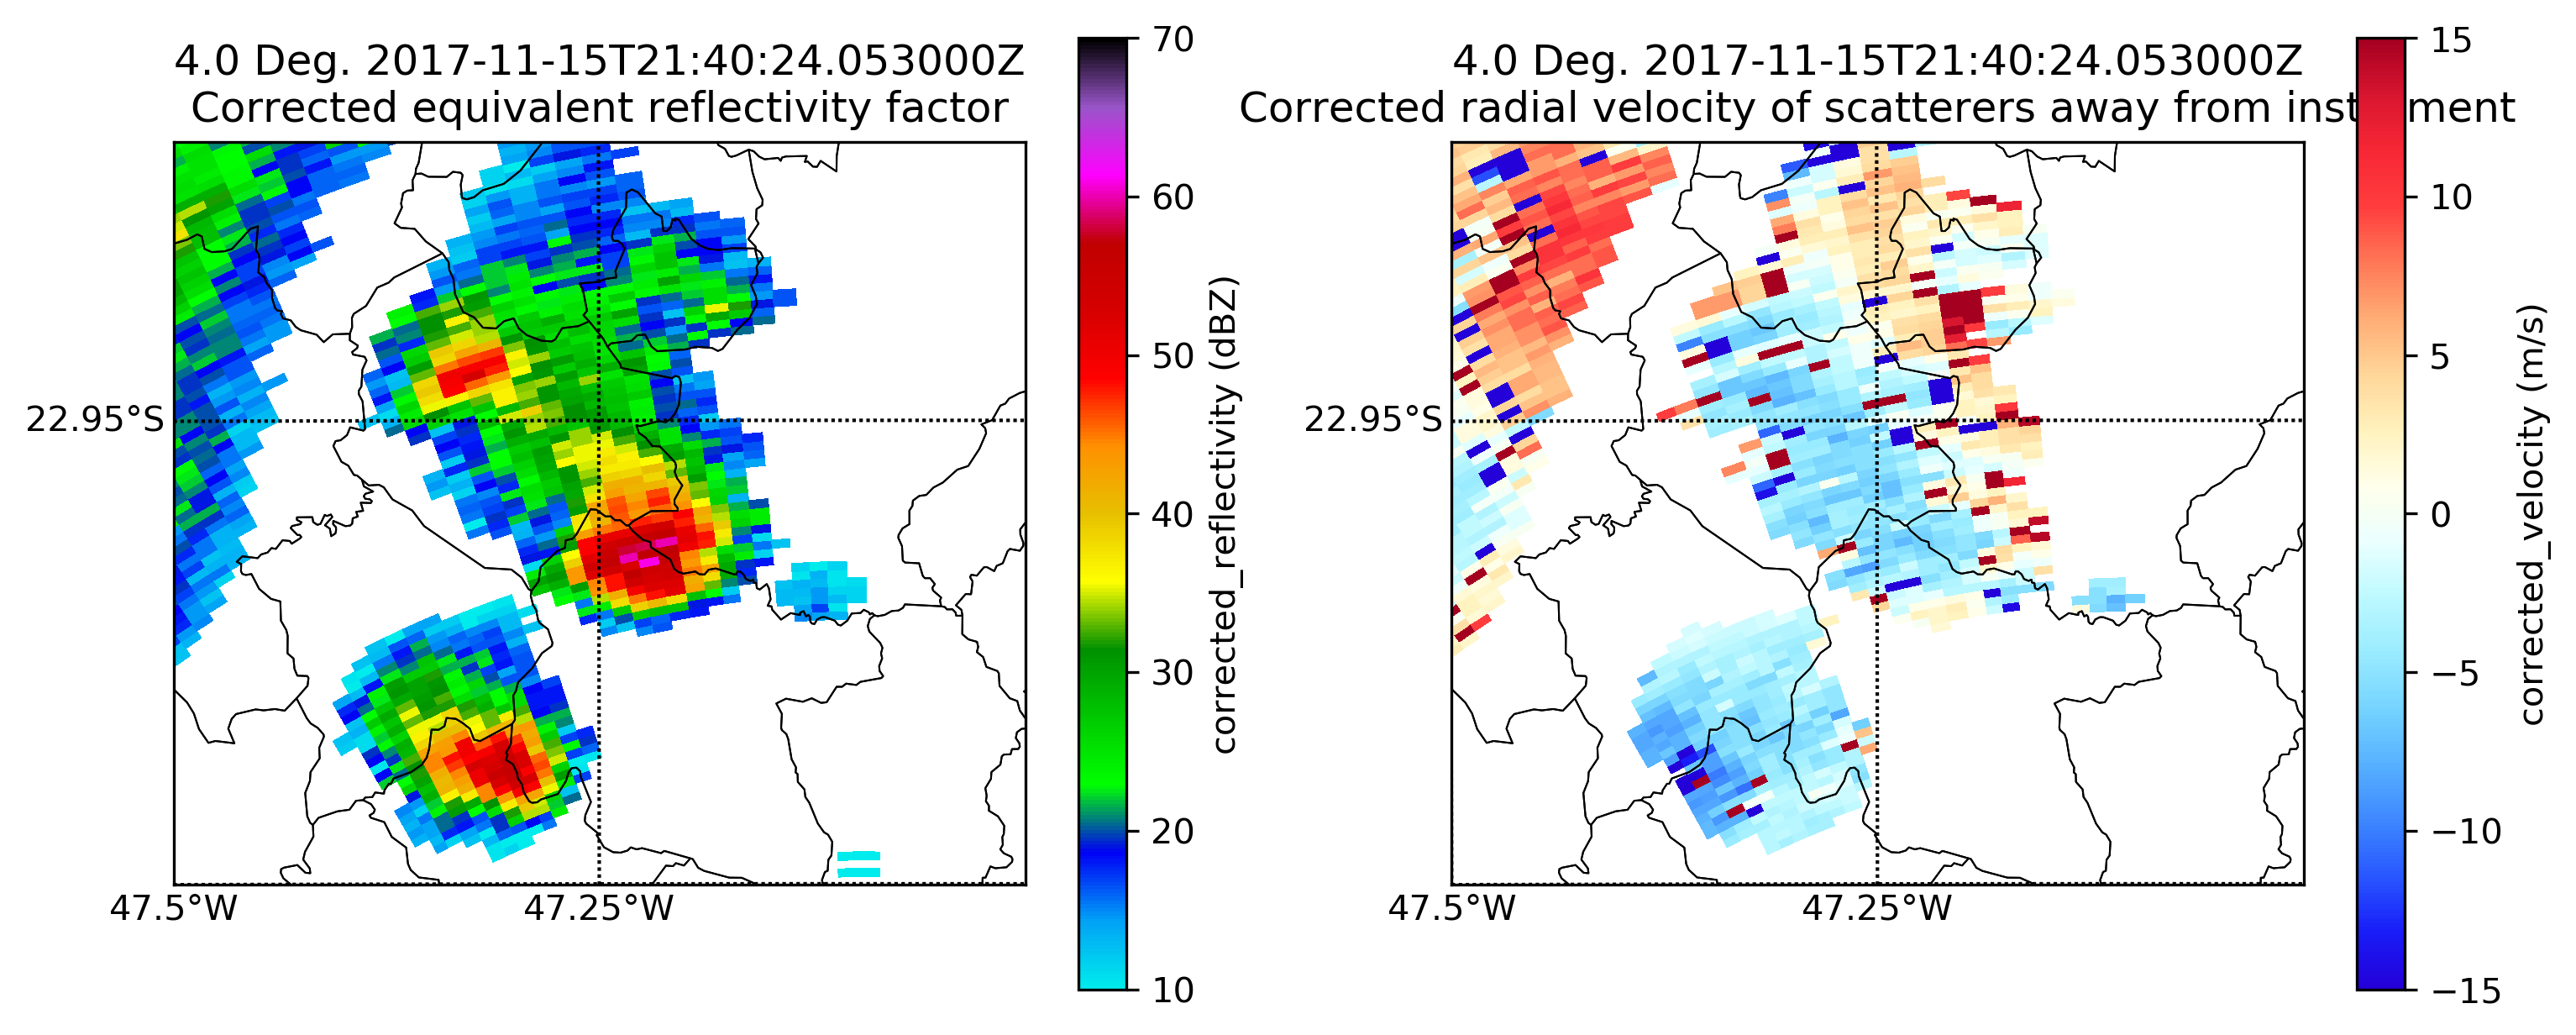 4.0 Deg. 2017-11-15T21:40:24.053000Z
Corrected equivalent reflectivity factor
22.95°S
47.5°W
47.25°W
70
60
50
40
30
20
10
corrected_reflectivity (dBZ)
4.0 Deg. 2017-11-15T21:40:24.053000Z
Corrected radial velocity of scatterers away from inst ment
22.95°S
47.5°W
47.25°W
15
10
5
0
−5
−10
−15
corrected_velocity (m/s)